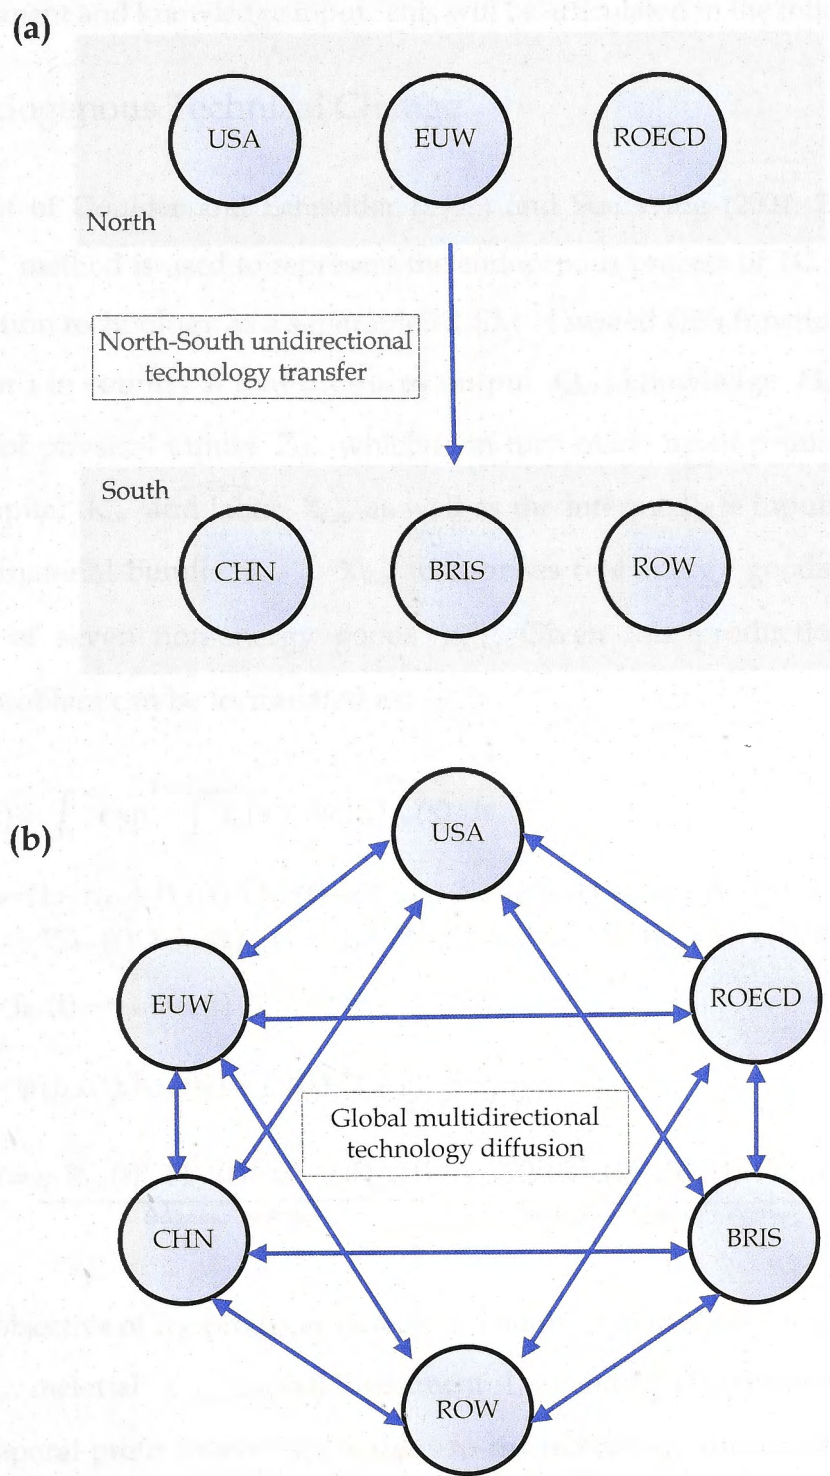 (a)
USA
EUW
ROECD
North
North-South unidirectional
technology transfer
South
CHN
BRIS
ROW
(b)
USA
EUW
ROECD
Global multidirectional
technology diffusion
CHN
BRIS
ROW